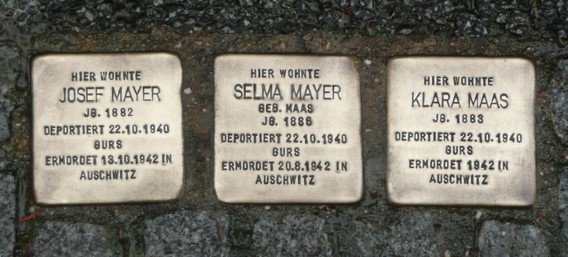 HIER WOHNTE
JOSEF MAYER
JG. 1882
DEPORTIERT 22.10.1940
GURS
ERMORDET 13.10.1942 IN
AUSCHWITZ
HIER WOHNTE
SELMA MAYER
GEB. MAAS
JG. 1886
DEPORTIERT 22.10.1940
GURS
ERMORDET 20.8.1942 IN
AUSCHWITZ
HIER WOHNTE
KLARA MAAS
JG. 1883
DEPORTIERT 22.10.1940
GURS
ERMORDET 1942 IN
AUSCHWITZ